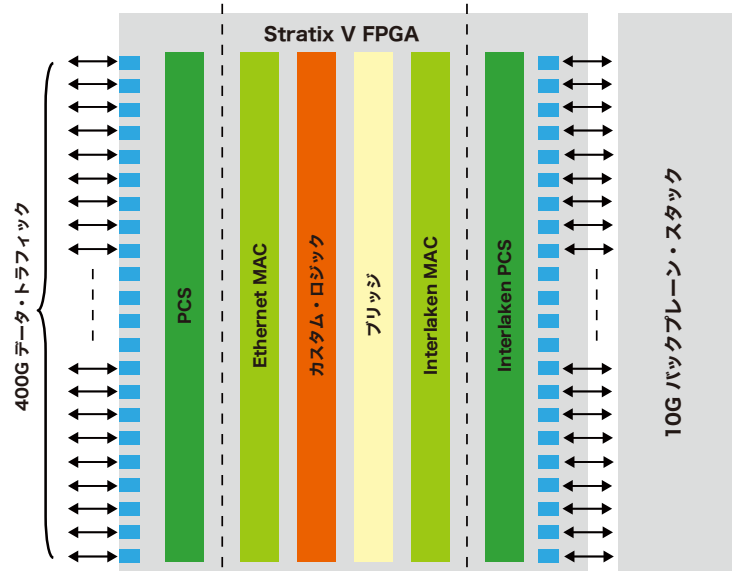 Stratix V FPGA
400G データ・トラフィック
PCS
Ethernet MAC
カスタム・ロジック
ブリッジ
Interlaken MAC
Interlaken PCS
10G バックプレーン・スタック